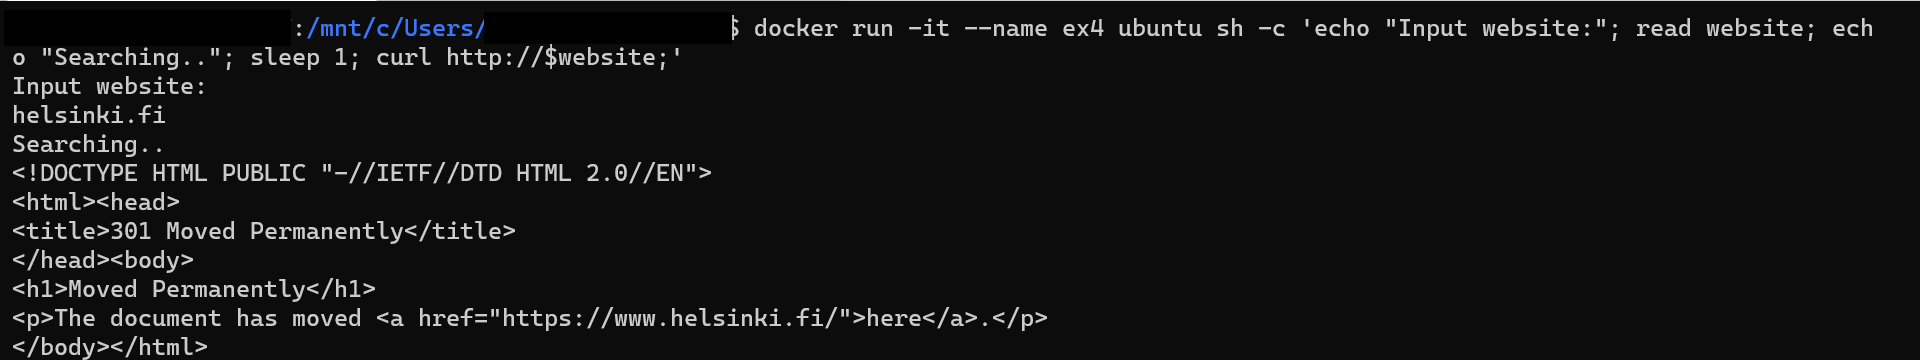 :/mnt/c/Users/$ docker run -it --name ex4 ubuntu sh -c 'echo "Input website:"; read website; ech
o "Searching.."; sleep 1; curl http://$website;'
Input website:
helsinki.fi
Searching..
<!DOCTYPE HTML PUBLIC "-//IETF//DTD HTML 2.0//EN">
<html><head>
<title>301 Moved Permanently</title>
</head><body>
<h1>Moved Permanently</h1>
<p>The document has moved <a href="https://www.helsinki.fi/">here</a>.</p>
</body></html>